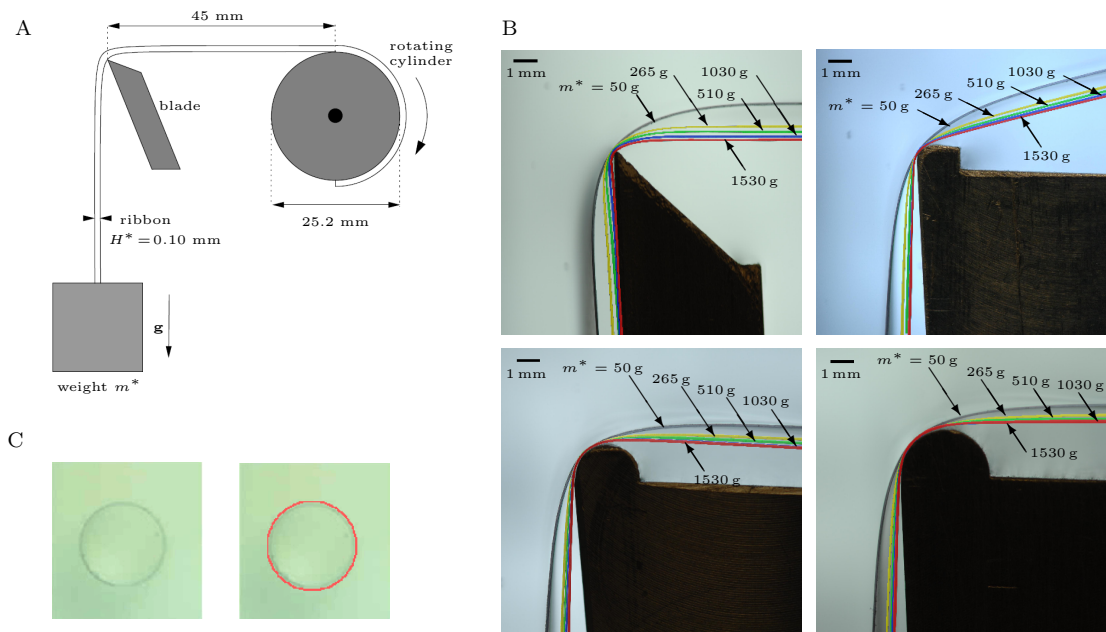 A
45 mm
rotating
cylinder
blade
ribbon
H* = 0.10 mm
25.2 mm
g
weight m*
B
1 mm
m* = 50 g
265 g
510 g
1030 g
1530 g
1 mm
m* = 50 g
265 g
510 g
1030 g
1530 g
1 mm
m* = 50 g
265 g
510 g
1030 g
1530 g
1 mm
m* = 50 g
265 g
510 g
1030 g
1530 g
C